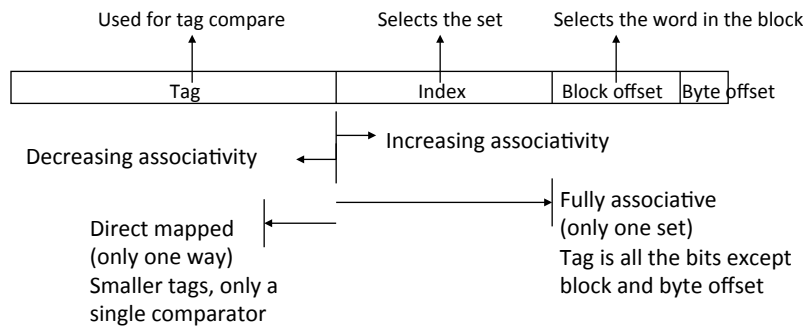 Used for tag compare
Selects the set
Selects the word in the block
Tag
Index
Block offset
Byte offset
Increasing associativity
Decreasing associativity
Fully associative
(only one set)
Tag is all the bits except
block and byte offset
Direct mapped
(only one way)
Smaller tags, only a
single comparator